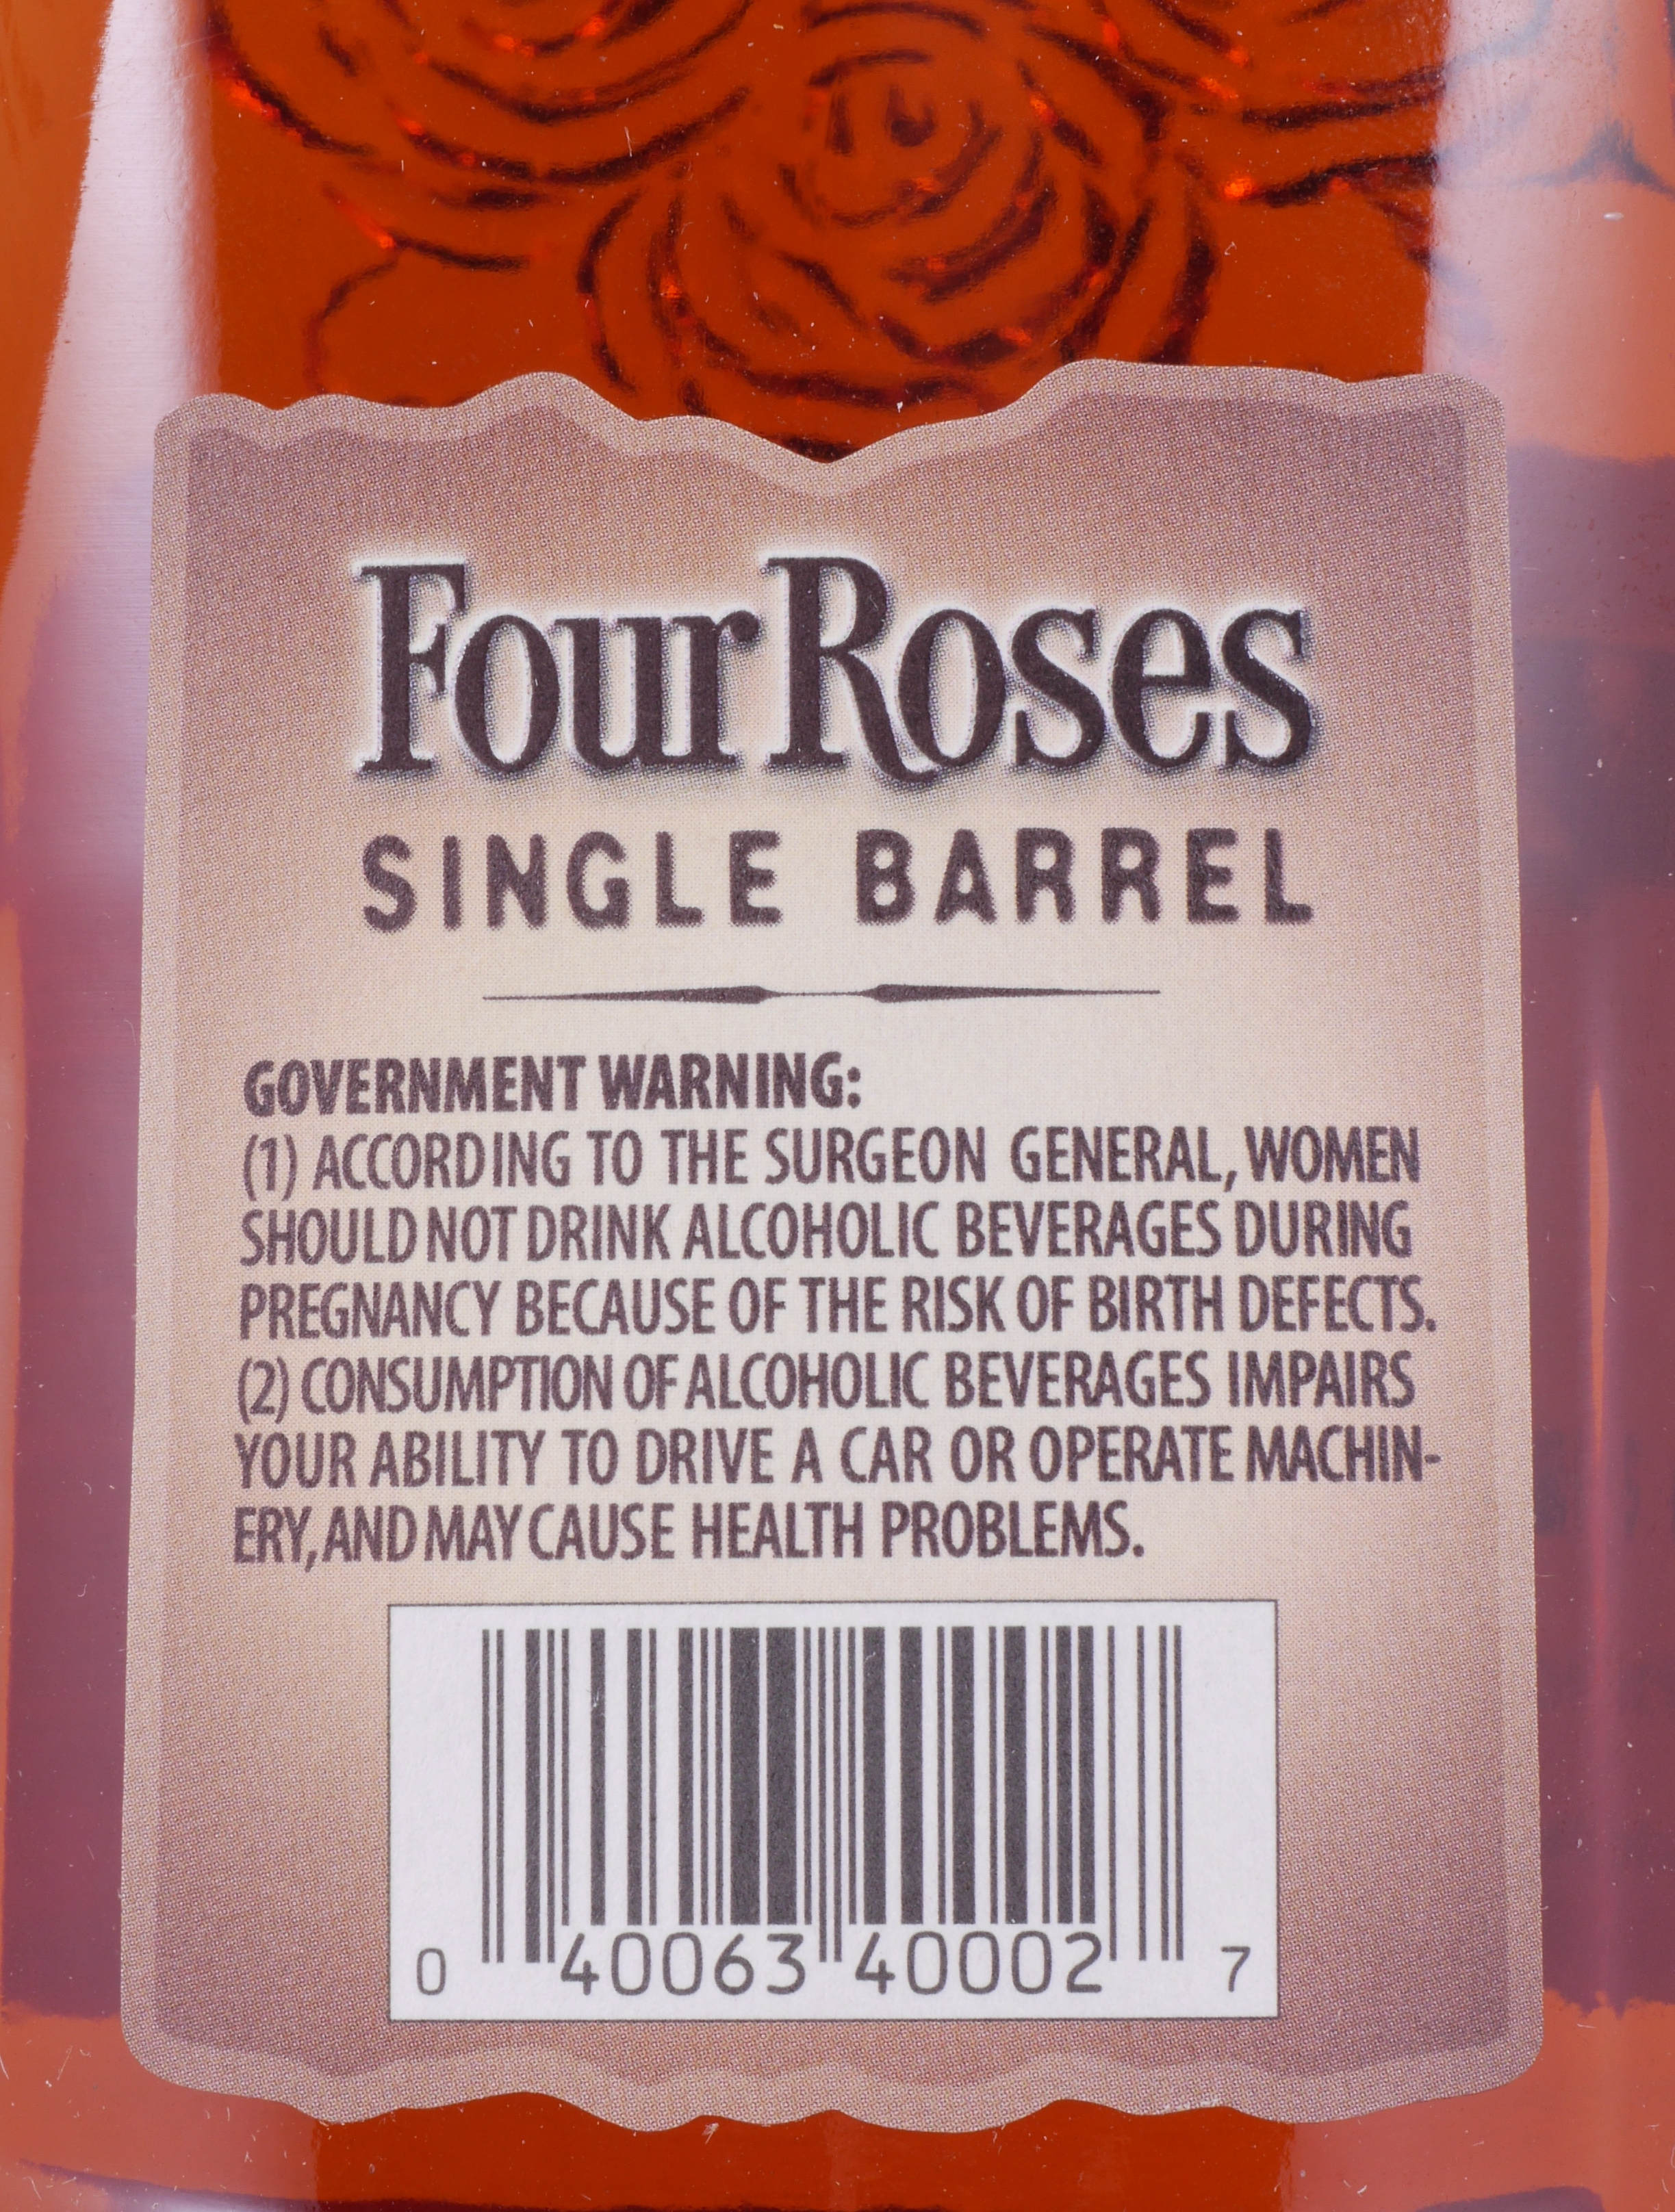 Four Roses
SINGLE BARREL
GOVERNMENT WARNING:
(1) ACCORDING TO THE SURGEON GENERAL, WOMEN
SHOULD NOT DRINK ALCOHOLIC BEVERAGES DURING
PREGNANCY BECAUSE OF THE RISK OF BIRTH DEFECTS.
(2) CONSUMPTION OF ALCOHOLIC BEVERAGES IMPAIRS
YOUR ABILITY TO DRIVE A CAR OR OPERATE MACHIN-
ERY, AND MAY CAUSE HEALTH PROBLEMS.
0 40063 40002 7